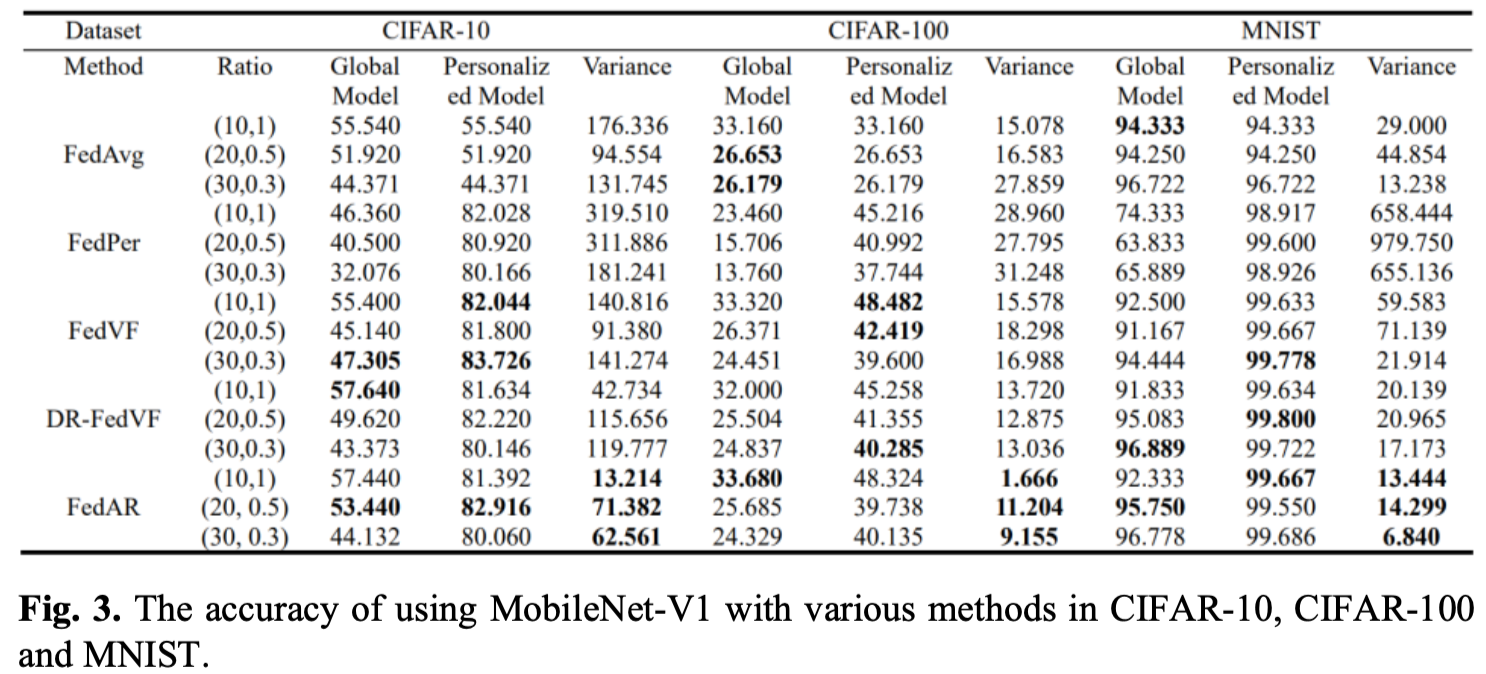 Dataset CIFAR-10 CIFAR-100 MNIST
Method Ratio Global Personaliz Variance Global Personaliz Variance Global Personaliz Variance
Model ed Model Model ed Model Model ed Model
(10,1) 55.540 55.540 176.336 33.160 33.160 15.078 94.333 94.333 29.000
FedAvg (20,0.5) 51.920 51.920 94.554 26.653 26.653 16.583 94.250 94.250 44.854
(30,0.3) 44.371 44.371 131.745 26.179 26.179 27.859 96.722 96.722 13.238
(10,1) 46.360 82.028 319.510 23.460 45.216 28.960 74.333 98.917 658.444
FedPer (20,0.5) 40.500 80.920 311.886 15.706 40.992 27.795 63.833 99.600 979.750
(30,0.3) 32.076 80.166 181.241 13.760 37.744 31.248 65.889 98.926 655.136
(10,1) 55.400 82.044 140.816 33.320 48.482 15.578 92.500 99.633 59.583
FedVF (20,0.5) 45.140 81.800 91.380 26.371 42.419 18.298 91.167 99.667 71.139
(30,0.3) 47.305 83.726 141.274 24.451 39.600 16.988 94.444 99.778 21.914
(10,1) 57.640 81.634 42.734 32.000 45.258 13.720 91.833 99.634 20.139
DR-FedVF (20,0.5) 49.620 82.220 115.656 25.504 41.355 12.875 95.083 99.800 20.965
(30,0.3) 43.373 80.146 119.777 24.837 40.285 13.036 96.889 99.722 17.173
(10,1) 57.440 81.392 13.214 33.680 48.324 1.666 92.333 99.667 13.444
FedAR (20, 0.5) 53.440 82.916 71.382 25.685 39.738 11.204 95.750 99.550 14.299
(30, 0.3) 44.132 80.060 62.561 24.329 40.135 9.155 96.778 99.686 6.840
Fig. 3. The accuracy of using MobileNet-V1 with various methods in CIFAR-10, CIFAR-100
and MNIST.